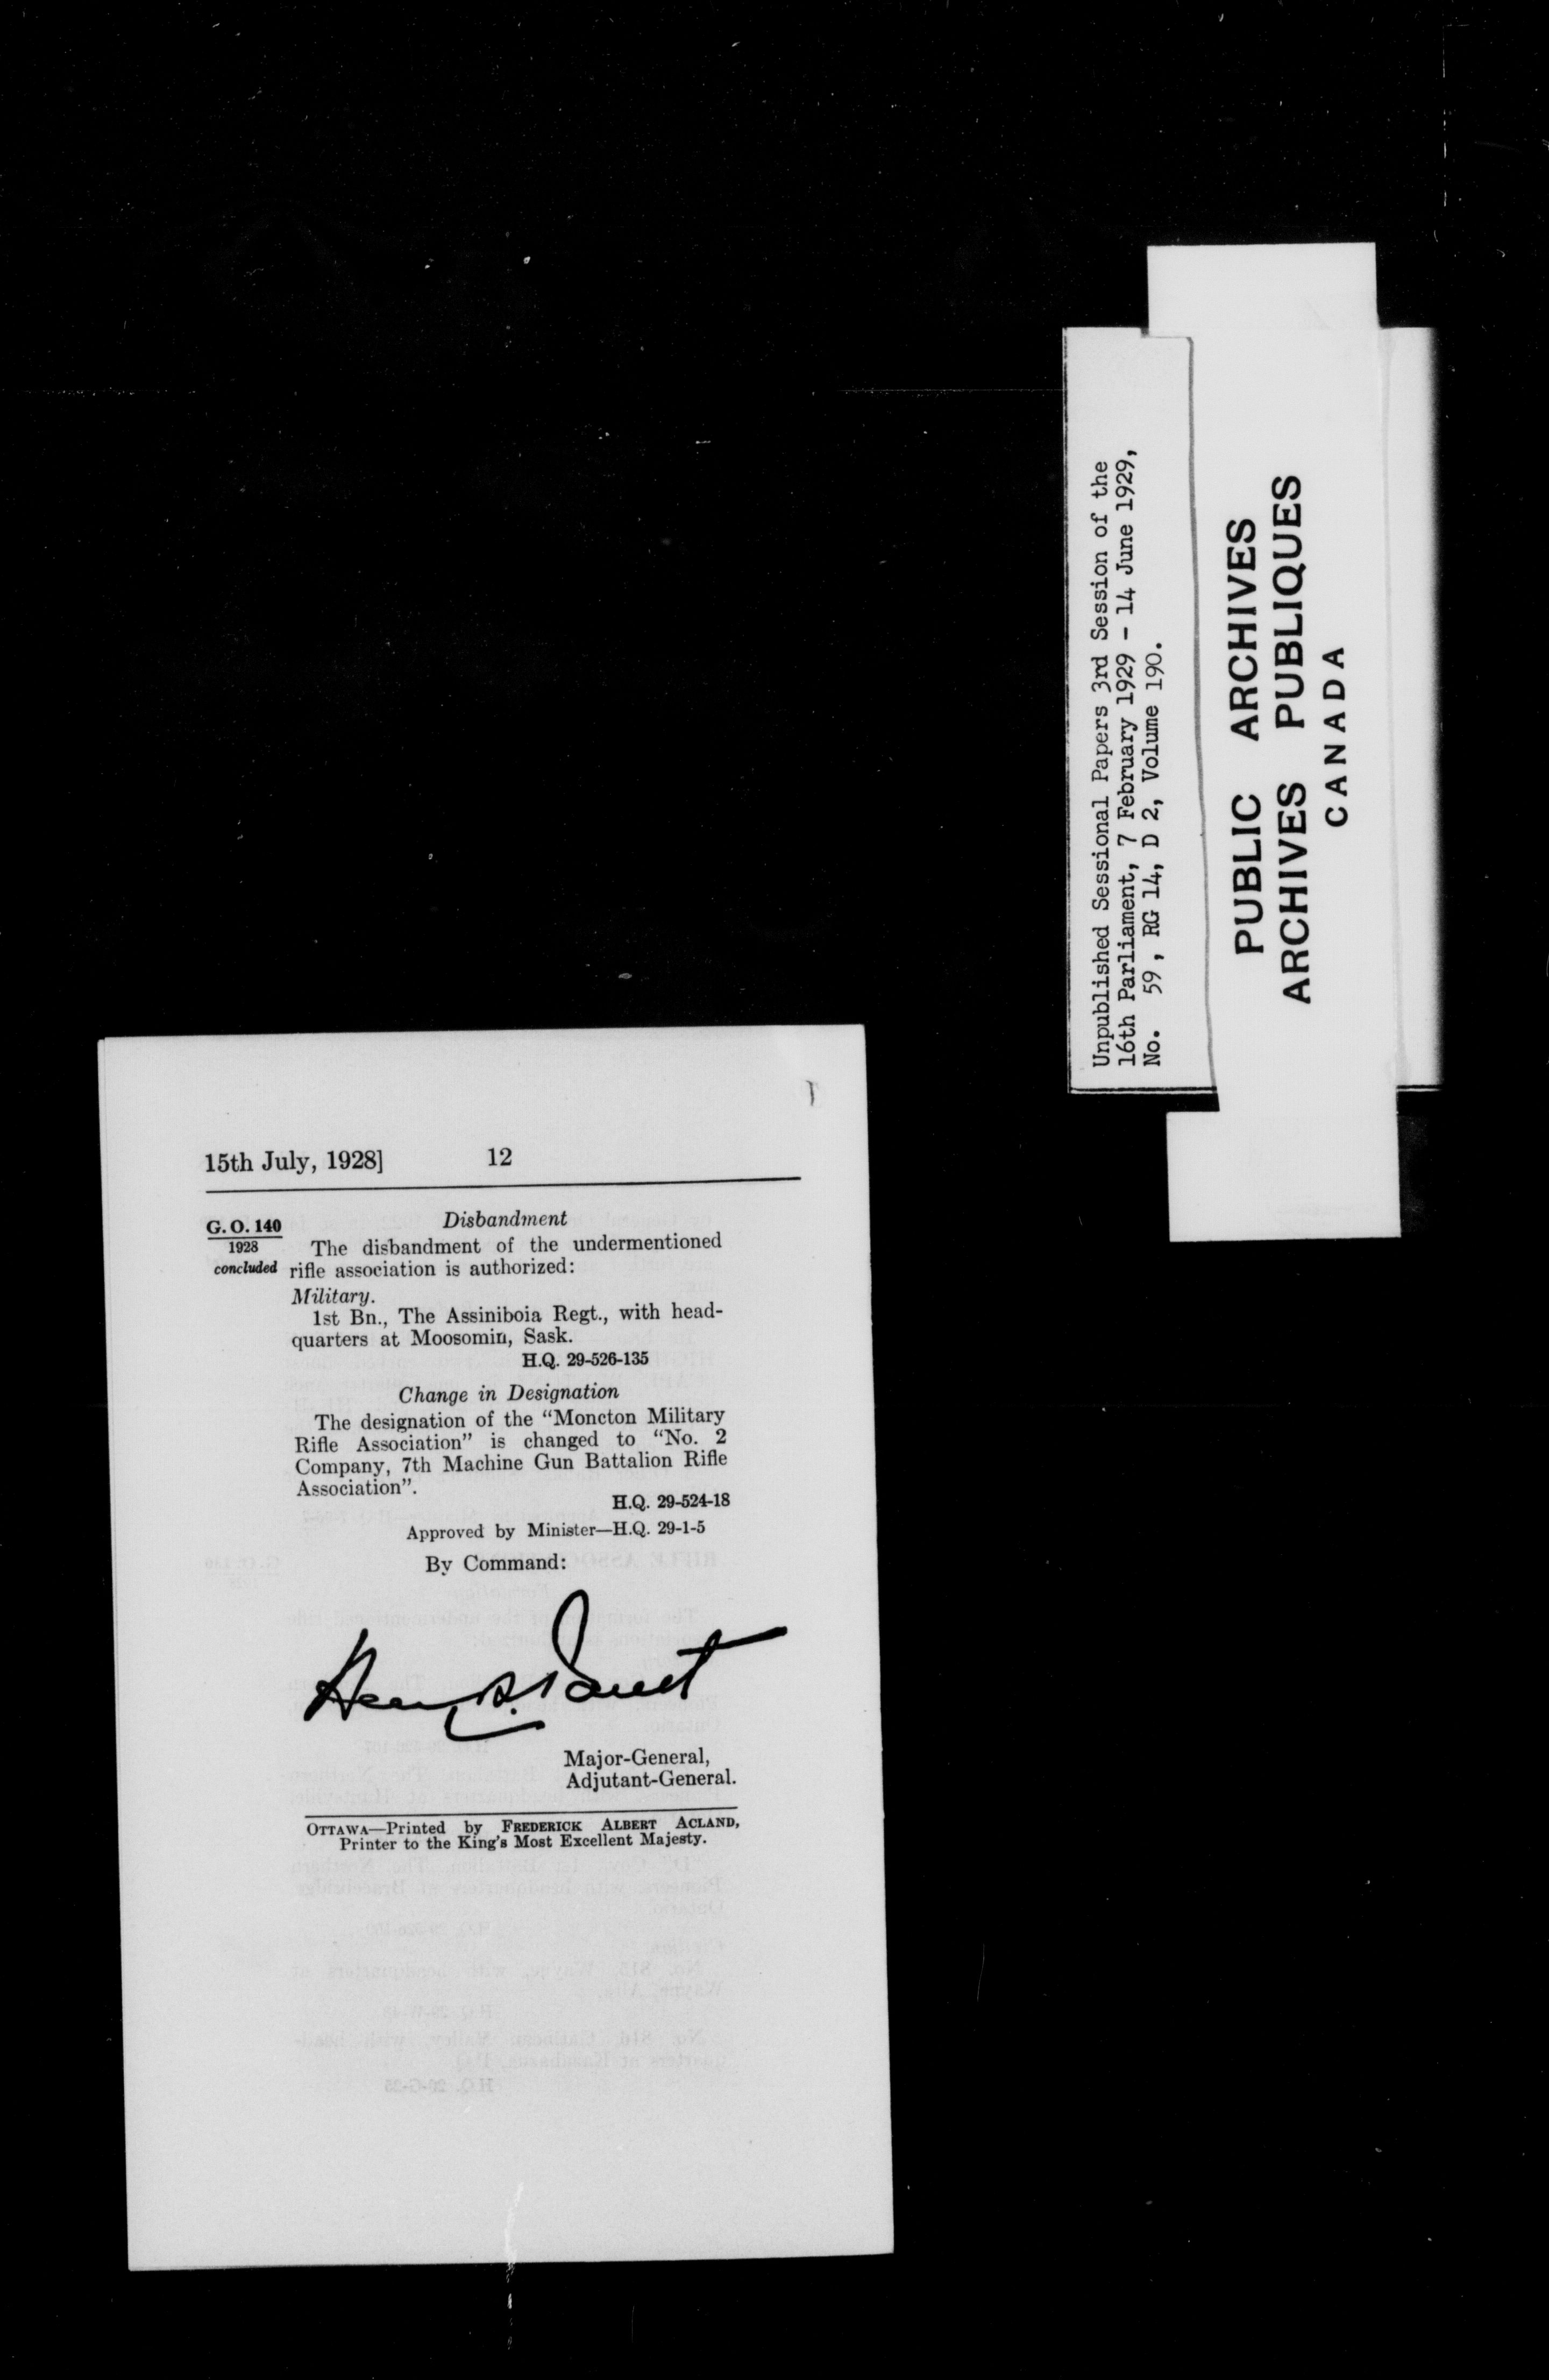 15th July, 1928] 12
G. O. 140
1928
concluded
Disbandment
The disbandment of the undermentioned
rifle association is authorized:
Military.
1st Bn., The Assiniboia Regt., with head-
quarters at Moosomin, Sask.
H.Q. 29-526-135
Change in Designation
The designation of the “Moncton Military
Rifle Association” is changed to “No. 2
Company, 7th Machine Gun Battalion Rifle
Association”.
H.Q. 29-524-18
Approved by Minister—H.Q. 29-1-5
By Command:
Major-General,
Adjutant-General.
OTTAWA—Printed by FREDERICK ALBERT ACLAND,
Printer to the King's Most Excellent Majesty.
Unpublished Sessional Papers 3rd Session of the
16th Parliament, 7 February 1929 - 14 June 1929,
No. 59, RG 14, D 2, Volume 190.
PUBLIC ARCHIVES
ARCHIVES PUBLIQUES
CANADA